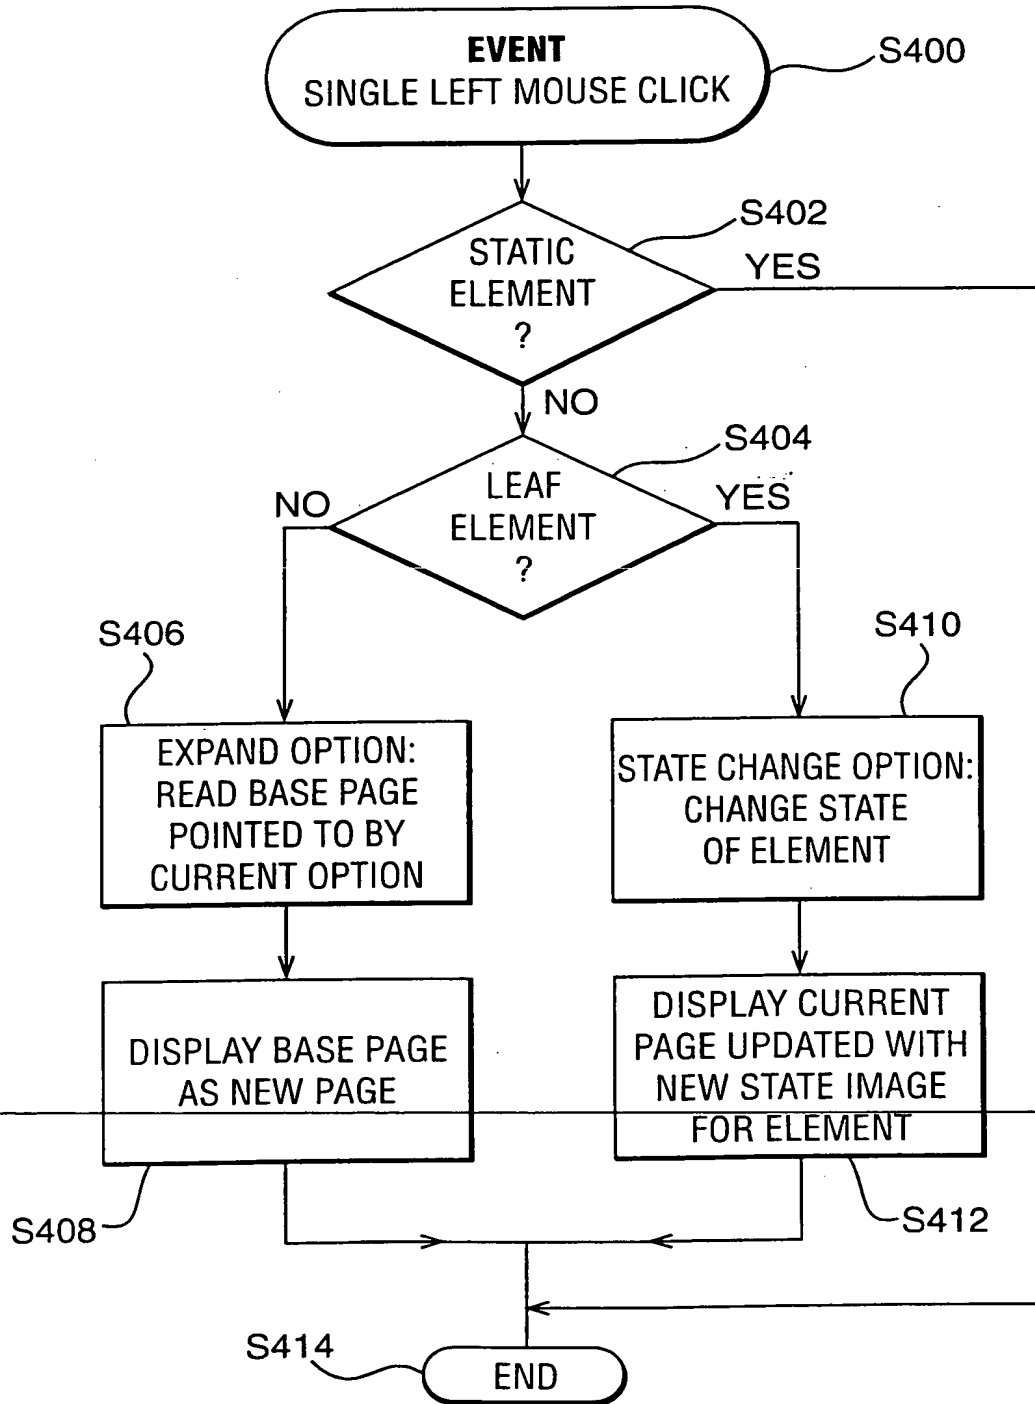 EVENT
SINGLE LEFT MOUSE CLICK
S400
S402
STATIC
ELEMENT
?
YES
NO
S404
LEAF
ELEMENT
?
NO
YES
S406
S410
EXPAND OPTION:
READ BASE PAGE
POINTED TO BY
CURRENT OPTION
STATE CHANGE OPTION:
CHANGE STATE
OF ELEMENT
DISPLAY BASE PAGE
AS NEW PAGE
DISPLAY CURRENT
PAGE UPDATED WITH
NEW STATE IMAGE
FOR ELEMENT
S408
S412
S414
END